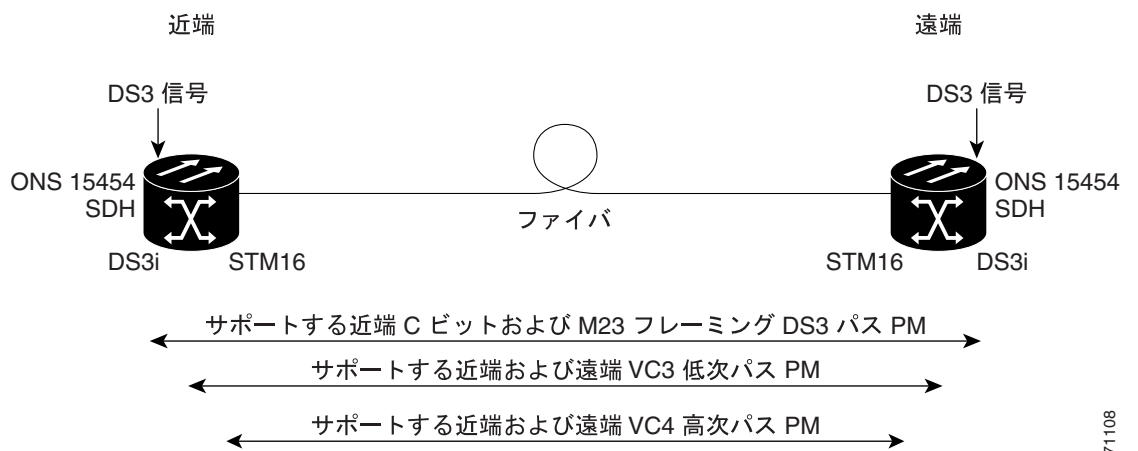 近端
遠端
DS3 信号
DS3 信号
ONS 15454
SDH
ONS 15454
SDH
ファイバ
DS3i
STM16
STM16
DS3i
サポートする近端 C ビットおよび M23 フレーミング DS3 パス PM
サポートする近端および遠端 VC3 低次パス PM
サポートする近端および遠端 VC4 高次パス PM
71108